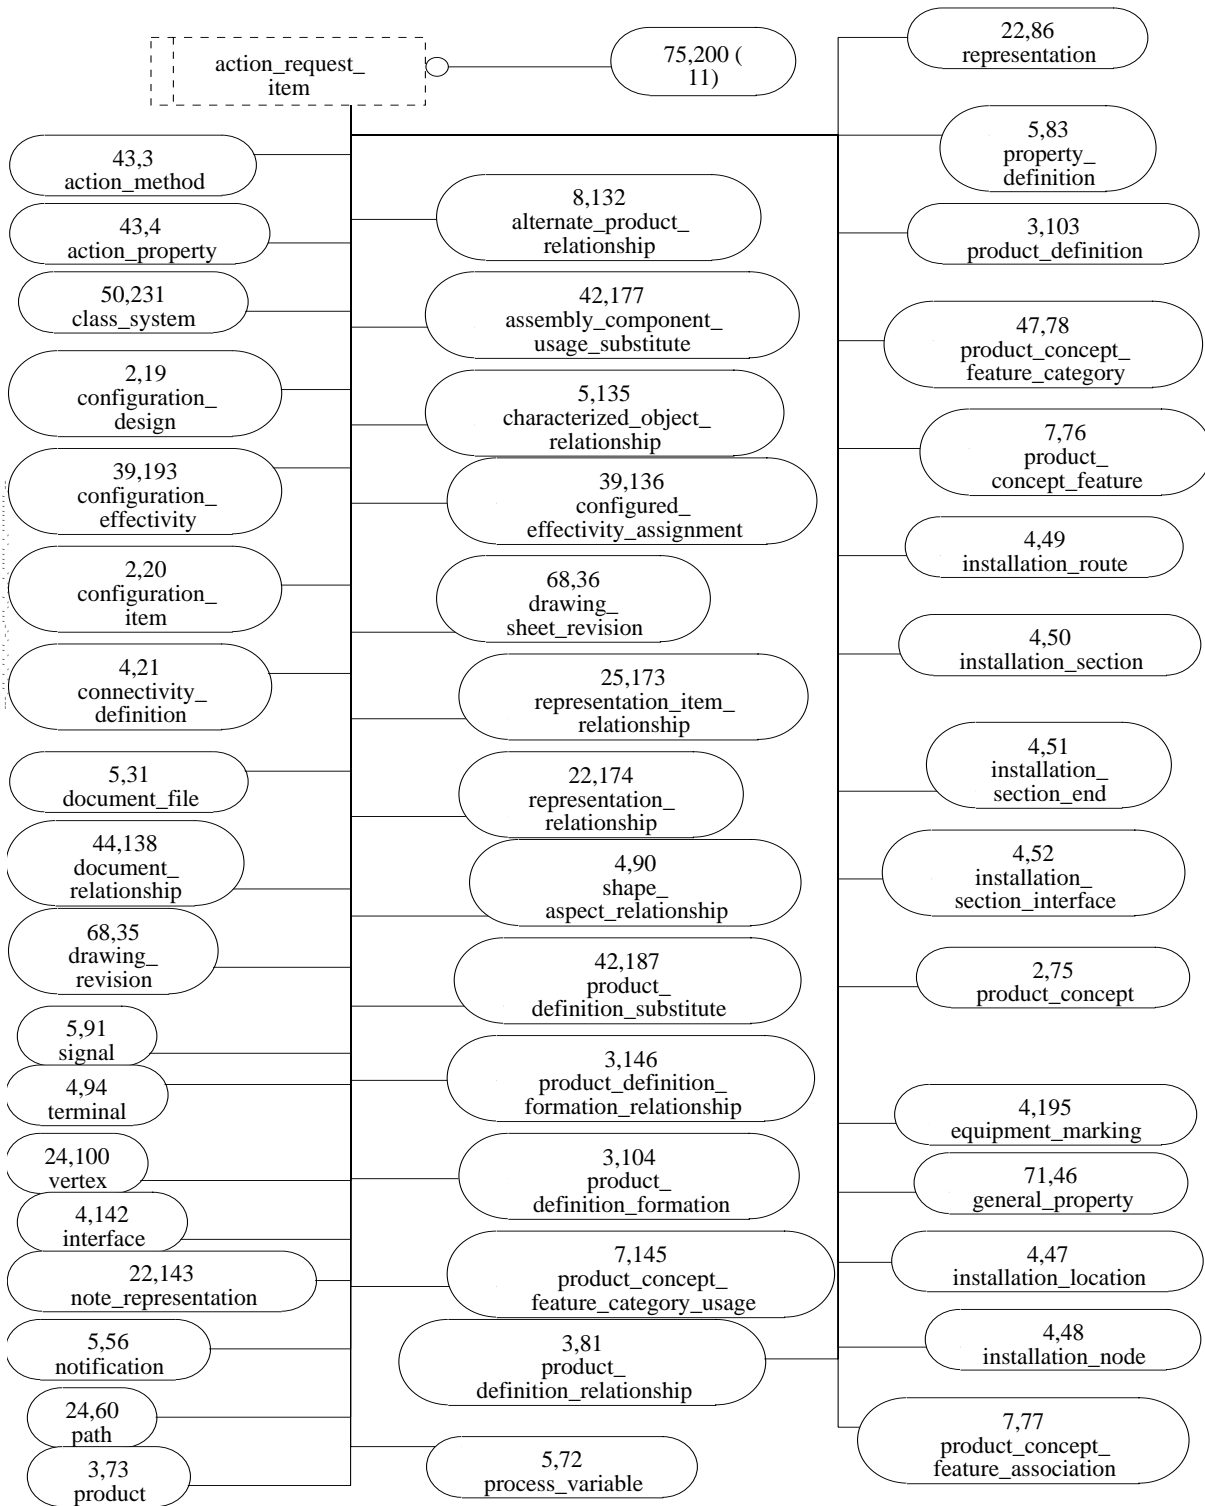 action_request_
item
75,200 (
11)
22,86
representation
43,3
action_method
5,83
property_
definition
8,132
alternate_product_
relationship
43,4
action_property
3,103
product_definition
50,231
class_system
42,177
assembly_component_
usage_substitute
47,78
product_concept_
feature_category
2,19
configuration_
design
5,135
characterized_object_
relationship
7,76
product_
concept_feature
39,193
configuration_
effectivity
39,136
configured_
effectivity_assignment
4,49
installation_route
2,20
configuration_
item
68,36
drawing_
sheet_revision
4,50
installation_section
4,21
connectivity_
definition
25,173
representation_item_
relationship
4,51
installation_
section_end
5,31
document_file
22,174
representation_
relationship
44,138
document_
relationship
4,90
shape_
aspect_relationship
4,52
installation_
section_interface
68,35
drawing_
revision
42,187
product_
definition_substitute
2,75
product_concept
5,91
signal
3,146
product_definition_
formation_relationship
4,94
terminal
4,195
equipment_marking
24,100
vertex
3,104
product_
definition_formation
71,46
general_property
4,142
interface
7,145
product_concept_
feature_category_usage
4,47
installation_location
22,143
note_representation
5,56
notification
3,81
product_
definition_relationship
4,48
installation_node
24,60
path
7,77
product_concept_
feature_association
3,73
product
5,72
process_variable